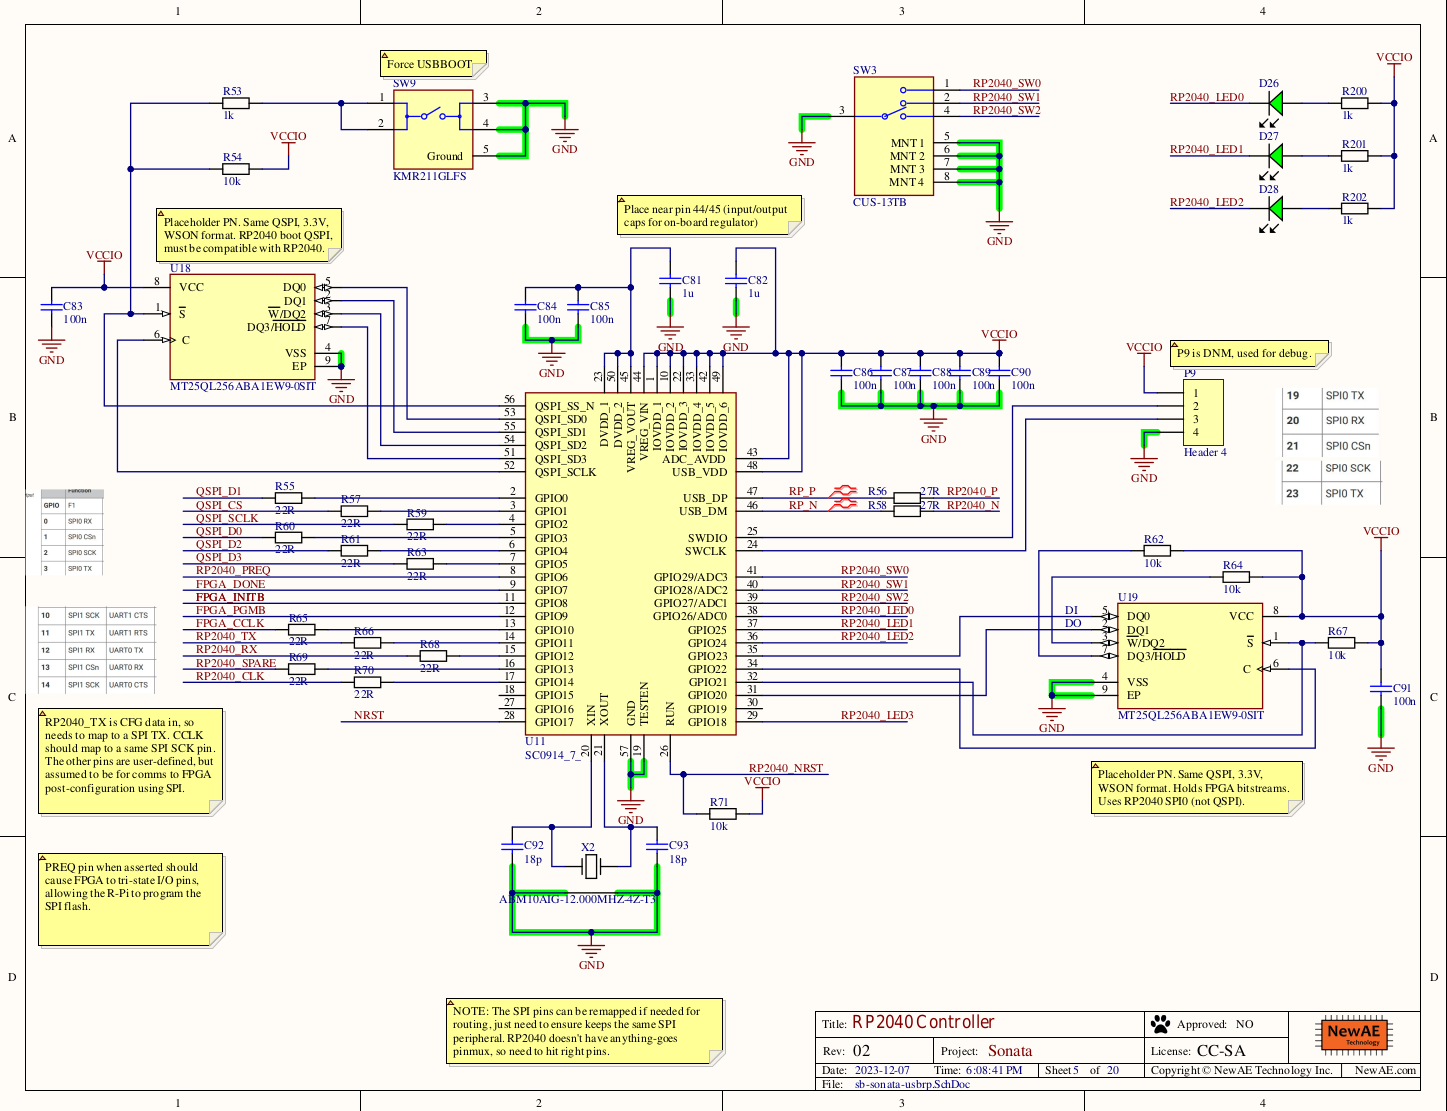 1 2 3 4
A
B
C
D
Force USBBOOT
SW9
R53
1k
VCCIO
R54
10k
1
2
3
4
5
Ground
KMR211GLFS
GND
SW3
3
1 RP2040_SW0
2 RP2040_SW1
4 RP2040_SW2
MNT1 5
MNT2 6
MNT3 7
MNT4 8
CUS-13TB
GND
GND
VCCIO
RP2040_LED0 D26 R200
1k
RP2040_LED1 D27 R201
1k
RP2040_LED2 D28 R202
1k
Placeholder PN. Same QSPI, 3.3V,
WSON format. RP2040 boot QSPI,
must be compatible with RP2040.
Place near pin 44/45 (input/output
caps for on-board regulator)
VCCIO
U18
C83
100n
GND
8 VCC DQ0 5
1 S DQ1
W/DQ2
DQ3/HOLD
6 C
VSS 4
EP 9
MT25QL256ABA1EW9-0SIT
GND
C84
100n
C85
100n
GND
C81
1u
GND
C82
1u
GND
VCCIO
C86
100n
C87
100n
C88
100n
C89
100n
C90
100n
GND
P9 is DNM, used for debug.
VCCIO
P9
1
2
3
4
Header 4
GND
19 SPI0 TX
20 SPI0 RX
21 SPI0 CSn
22 SPI0 SCK
23 SPI0 TX
23 50 45 44 1 10 22 33 42 49
DVDD_1
DVDD_2
VREG_VOUT
VREG_VIN
IOVDD_1
IOVDD_2
IOVDD_3
IOVDD_4
IOVDD_5
IOVDD_6
56 QSPI_SS_N
53 QSPI_SD0
55 QSPI_SD1
54 QSPI_SD2
51 QSPI_SD3
52 QSPI_SCLK
ADC_AVDD 43
USB_VDD 48
USB_DP 47 RP_P R56 27R RP2040_P
USB_DM 46 RP_N R58 27R RP2040_N
SWDIO 25
SWCLK 24
GPIO29/ADC3 41 RP2040_SW0
GPIO28/ADC2 40 RP2040_SW1
GPIO27/ADC1 39 RP2040_SW2
GPIO26/ADC0 38 RP2040_LED0
GPIO25 37 RP2040_LED1
GPIO24 36 RP2040_LED2
GPIO23 35
GPIO22 34
GPIO21 32
GPIO20 31
GPIO19 30
GPIO18 29 RP2040_LED3
QSPI_D1 R55 22R 2 GPIO0
QSPI_CS R57 22R 3 GPIO1
QSPI_SCLK R59 22R 4 GPIO2
QSPI_D0 R60 22R 5 GPIO3
QSPI_D2 R61 22R 6 GPIO4
QSPI_D3 R63 22R 7 GPIO5
RP2040_PREQ 8 GPIO6
FPGA_DONE 9 GPIO7
FPGA_INITB 11 GPIO8
FPGA_PGMB 12 GPIO9
FPGA_CCLK R65 22R 13 GPIO10
RP2040_TX R66 22R 14 GPIO11
RP2040_RX R68 22R 15 GPIO12
RP2040_SPARE R69 22R 16 GPIO13
RP2040_CLK R70 22R 17 GPIO14
18 GPIO15
27 GPIO16
NRST 28 GPIO17
XIN
XOUT
GND
TESTEN
RUN
U11
SC0914_7_
20 21 57 19 26
Function
GPIO F1
0 SPI0 RX
1 SPI0 CSn
2 SPI0 SCK
3 SPI0 TX
10 SPI1 SCK UART1 CTS
11 SPI1 TX UART1 RTS
12 SPI1 RX UART0 TX
13 SPI1 CSn UART0 RX
14 SPI1 SCK UART0 CTS
RP2040_TX is CFG data in, so
needs to map to a SPI TX. CCLK
should map to a same SPI SCK pin.
The other pins are user-defined, but
assumed to be for comms to FPGA
post-configuration using SPI.
PREQ pin when asserted should
cause FPGA to tri-state I/O pins,
allowing the R-Pi to program the
SPI flash.
GND
RP2040_NRST
VCCIO
R71
10k
C92
18p
X2
C93
18p
ABM10AIG-12.000MHZ-4Z-T3
GND
R62
10k
R64
10k
VCCIO
U19
DI 5 DQ0 VCC 8
DO DQ1
W/DQ2 S 1
DQ3/HOLD C 6
4 VSS
9 EP
MT25QL256ABA1EW9-0SIT
R67
10k
C91
100n
GND
GND
Placeholder PN. Same QSPI, 3.3V,
WSON format. Holds FPGA bitstreams.
Uses RP2040 SPI0 (not QSPI).
NOTE: The SPI pins can be remapped if needed for
routing, just need to ensure keeps the same SPI
peripheral. RP2040 doesn't have anything-goes
pinmux, so need to hit right pins.
Title: RP2040 Controller
Approved: NO
Rev: 02 Project: Sonata
License: CC-SA
NewAE
Technology
Date: 2023-12-07 Time: 6:08:41 PM Sheet 5 of 20
Copyright © NewAE Technology Inc. NewAE.com
File: sb-sonata-usbrp.SchDoc
A
B
C
D
1 2 3 4